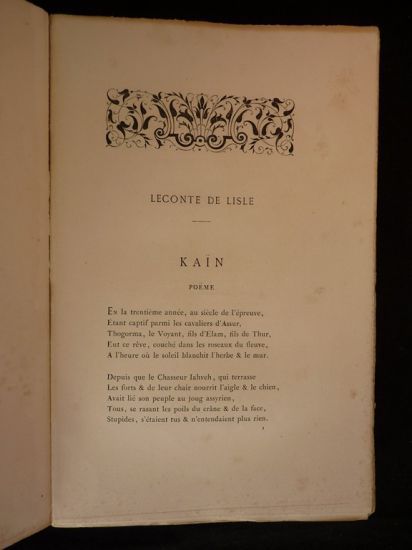 LECONTE DE LISLE
KAÏN
POÈME
En la trentième année, au siècle de l'épreuve,
Etant captif parmi les cavaliers d'Assur,
Thogorma, le Voyant, fils d'Elam, fils de Thur,
Eut ce rêve, couché dans les roseaux du fleuve,
A l'heure où le soleil blanchit l'herbe & le mur.
Depuis que le Chasseur Iahveh, qui terrasse
Les forts & de leur chair nourrit l'aigle & le chien,
Avait lié son peuple au joug assyrien,
Tous, se rasant les poils du crâne & de la face,
Stupides, s'étaient tus & n'entendaient plus rien.